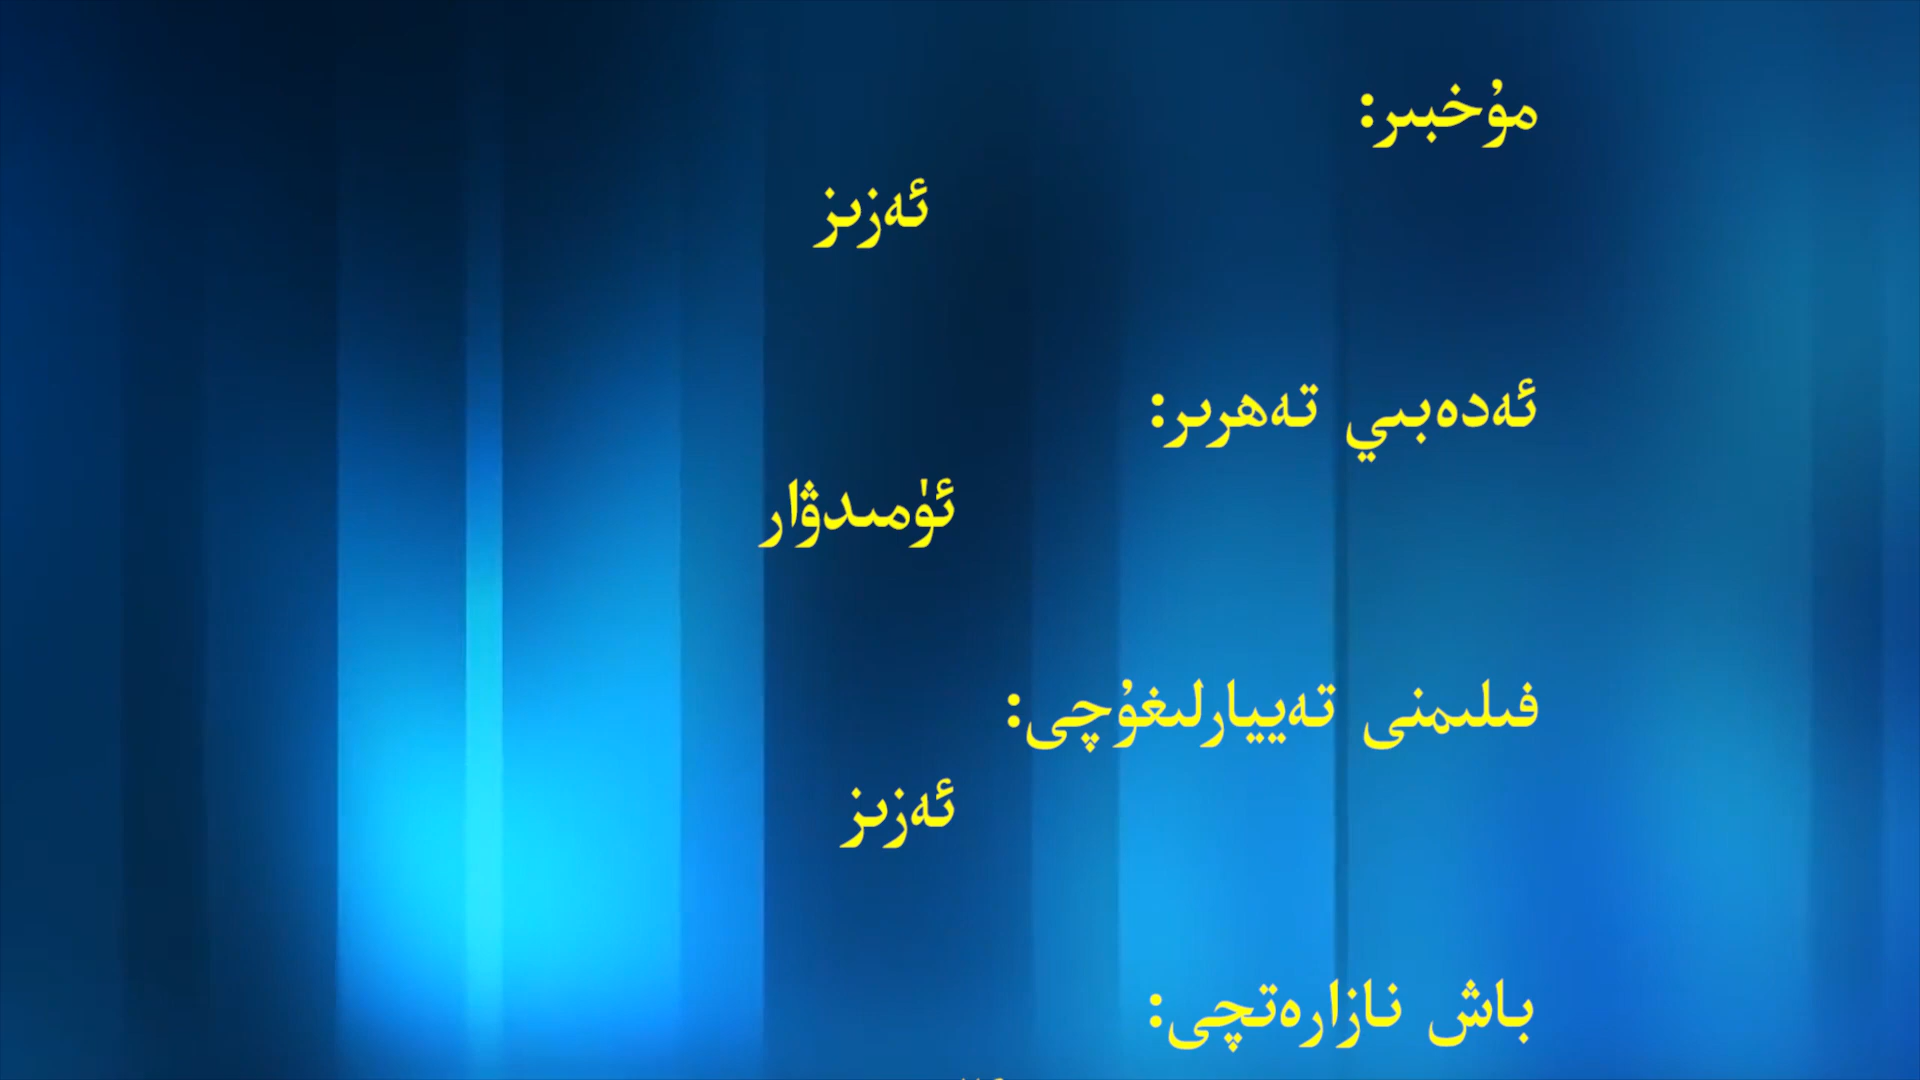 مۇخبىر:
ئەزىز
ئەدەبىي تەھرىر:
ئۈمىدۋار
فىلىمنى تەييارلىغۇچى:
ئەزىز
باش نازارەتچى: